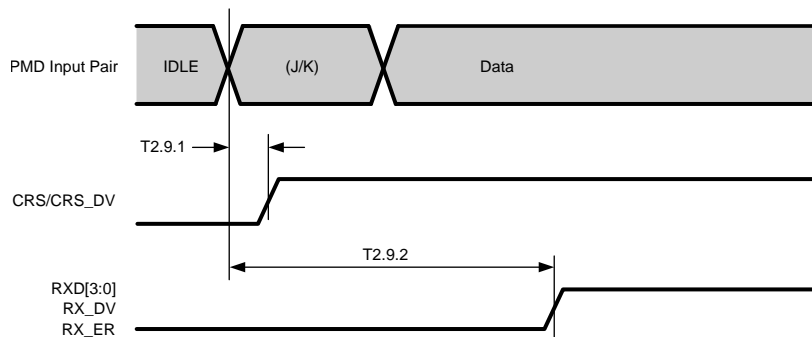 PMD Input Pair
IDLE
(J/K)
Data
T2.9.1
CRS/CRS_DV
T2.9.2
RXD[3:0]
RX_DV
RX_ER